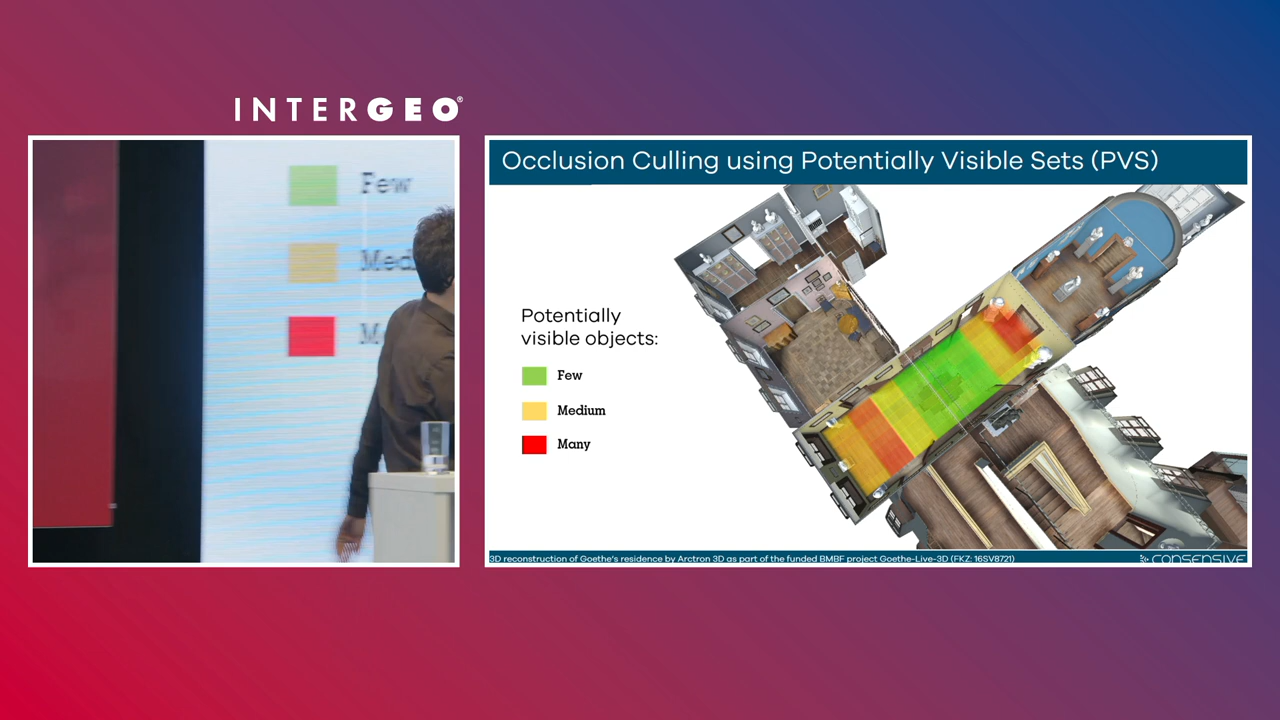 INTERGEO®
Few
Med
M
Occlusion Culling using Potentially Visible Sets (PVS)
Potentially
visible objects:
Few
Medium
Many
3D reconstruction of Goethe's residence by Arctron 3D as part of the funded BMBF project Goethe-Live-3D (FKZ: 16SV8721)
CONSENSIVE